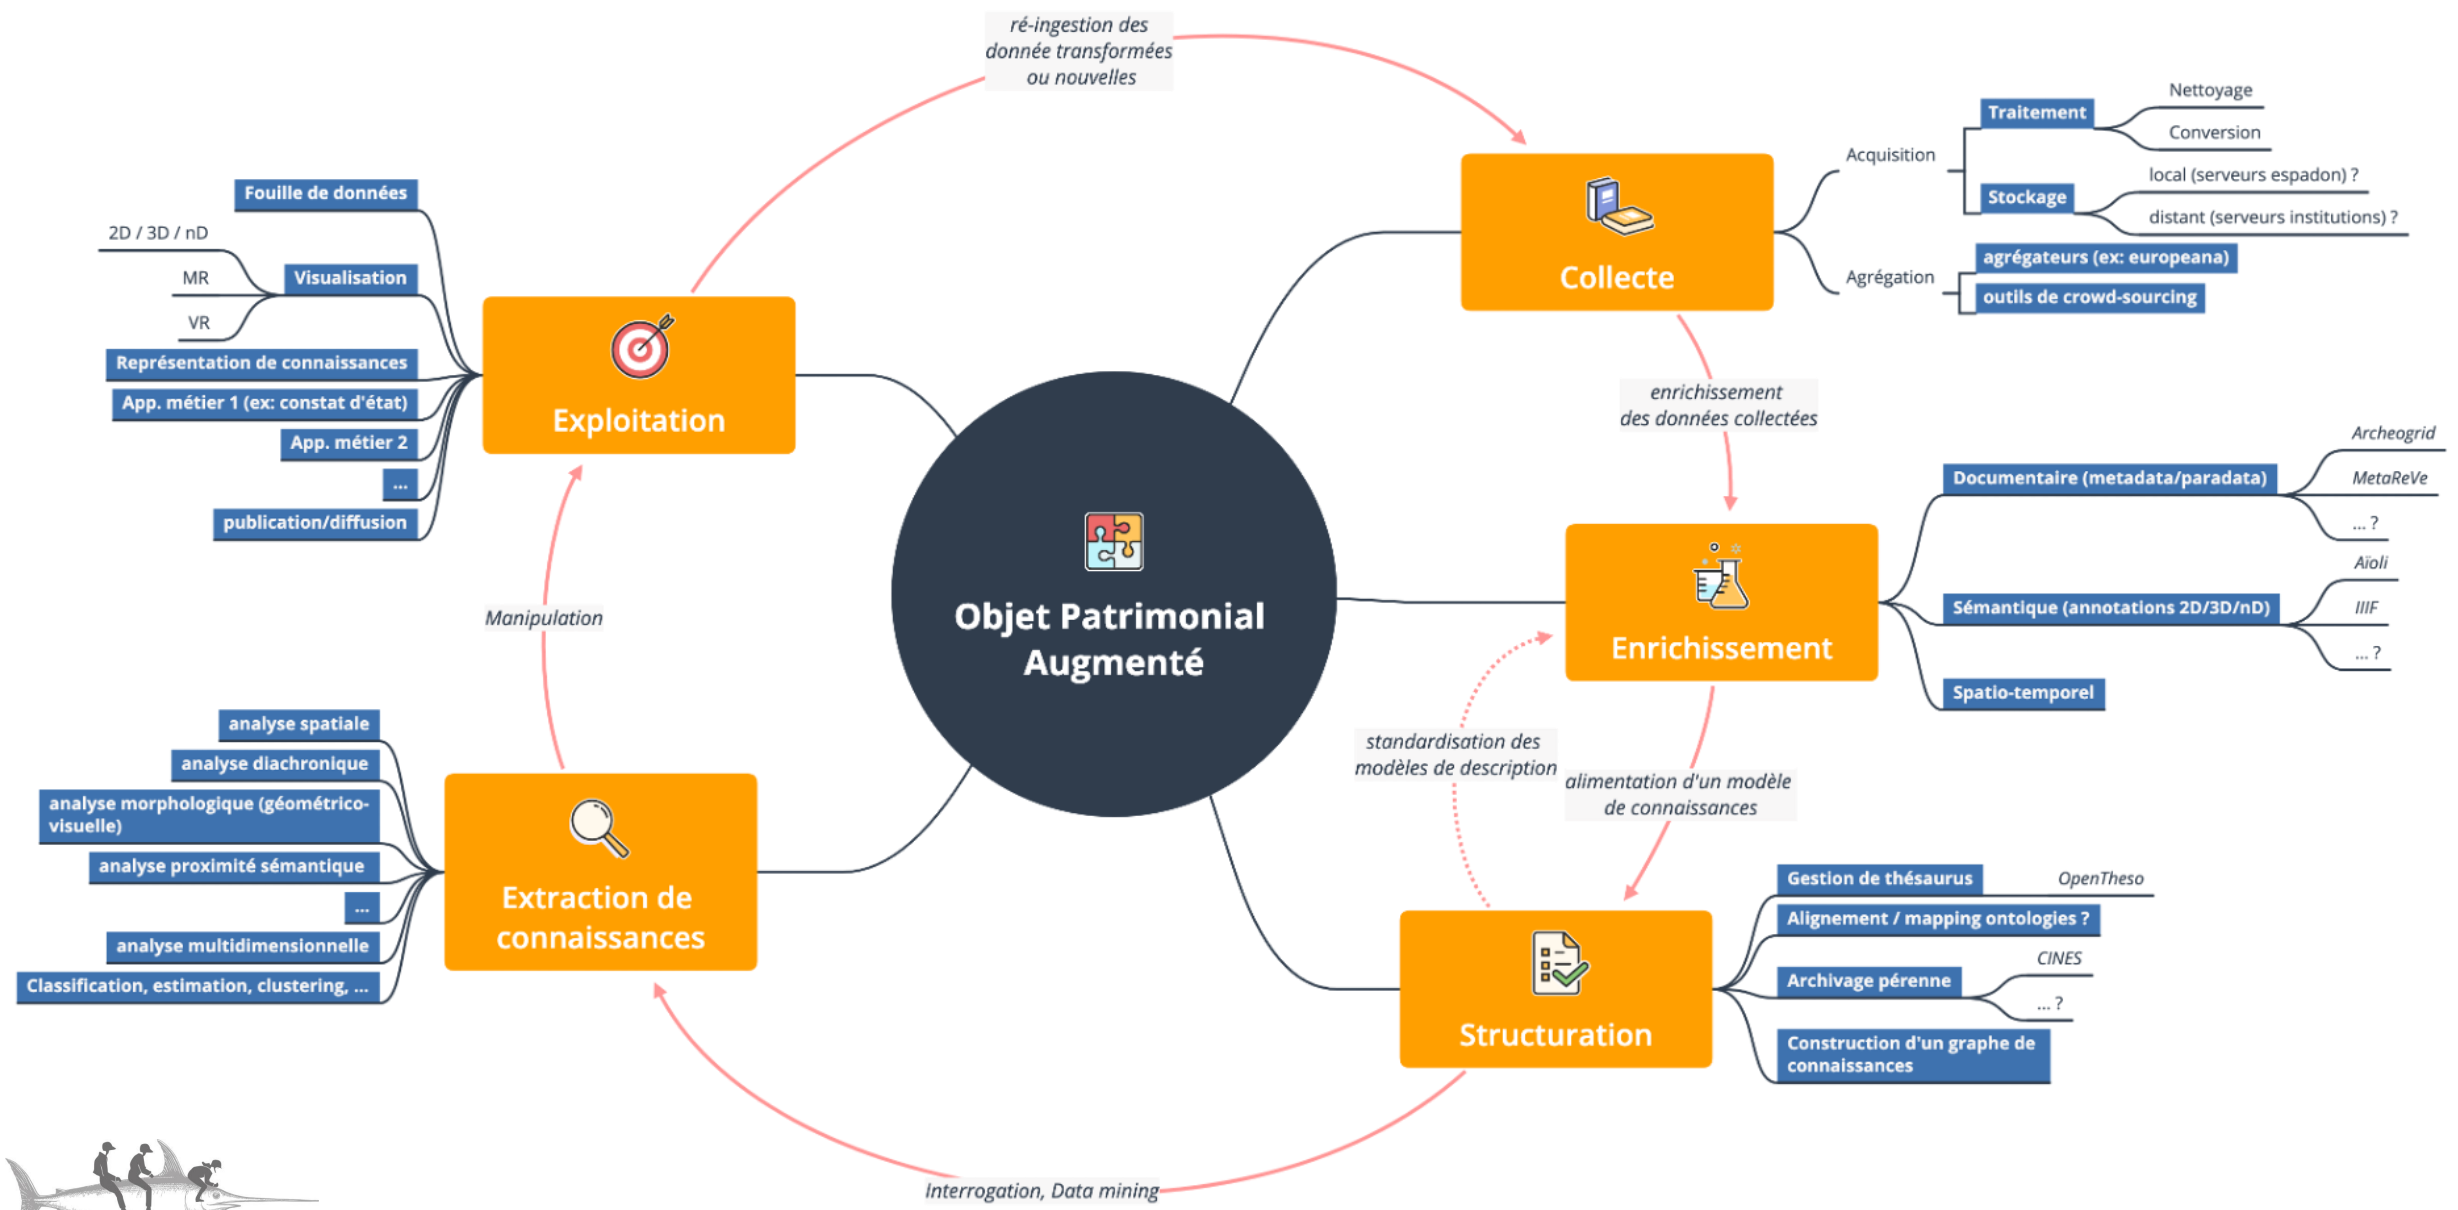 ré-ingestion des
donnée transformées
ou nouvelles
Collecte
Acquisition
Traitement
Nettoyage
Conversion
Stockage
local (serveurs espadon) ?
distant (serveurs institutions) ?
Agrégation
agrégateurs (ex: europeana)
outils de crowd-sourcing
enrichissement
des données collectées
Enrichissement
Documentaire (metadata/paradata)
Archeogrid
MetaReVe
... ?
Sémantique (annotations 2D/3D/nD)
Aïoli
IIIF
... ?
Spatio-temporel
standardisation des
modèles de description
alimentation d'un modèle
de connaissances
Structuration
Gestion de thésaurus
OpenTheso
Alignement / mapping ontologies ?
Archivage pérenne
CINES
... ?
Construction d'un graphe de
connaissances
Interrogation, Data mining
Extraction de
connaissances
analyse spatiale
analyse diachronique
analyse morphologique (géométrico-
visuelle)
analyse proximité sémantique
...
analyse multidimensionnelle
Classification, estimation, clustering, ...
Manipulation
Exploitation
Fouille de données
Visualisation
2D / 3D / nD
MR
VR
Représentation de connaissances
App. métier 1 (ex: constat d'état)
App. métier 2
...
publication/diffusion
Objet Patrimonial
Augmenté